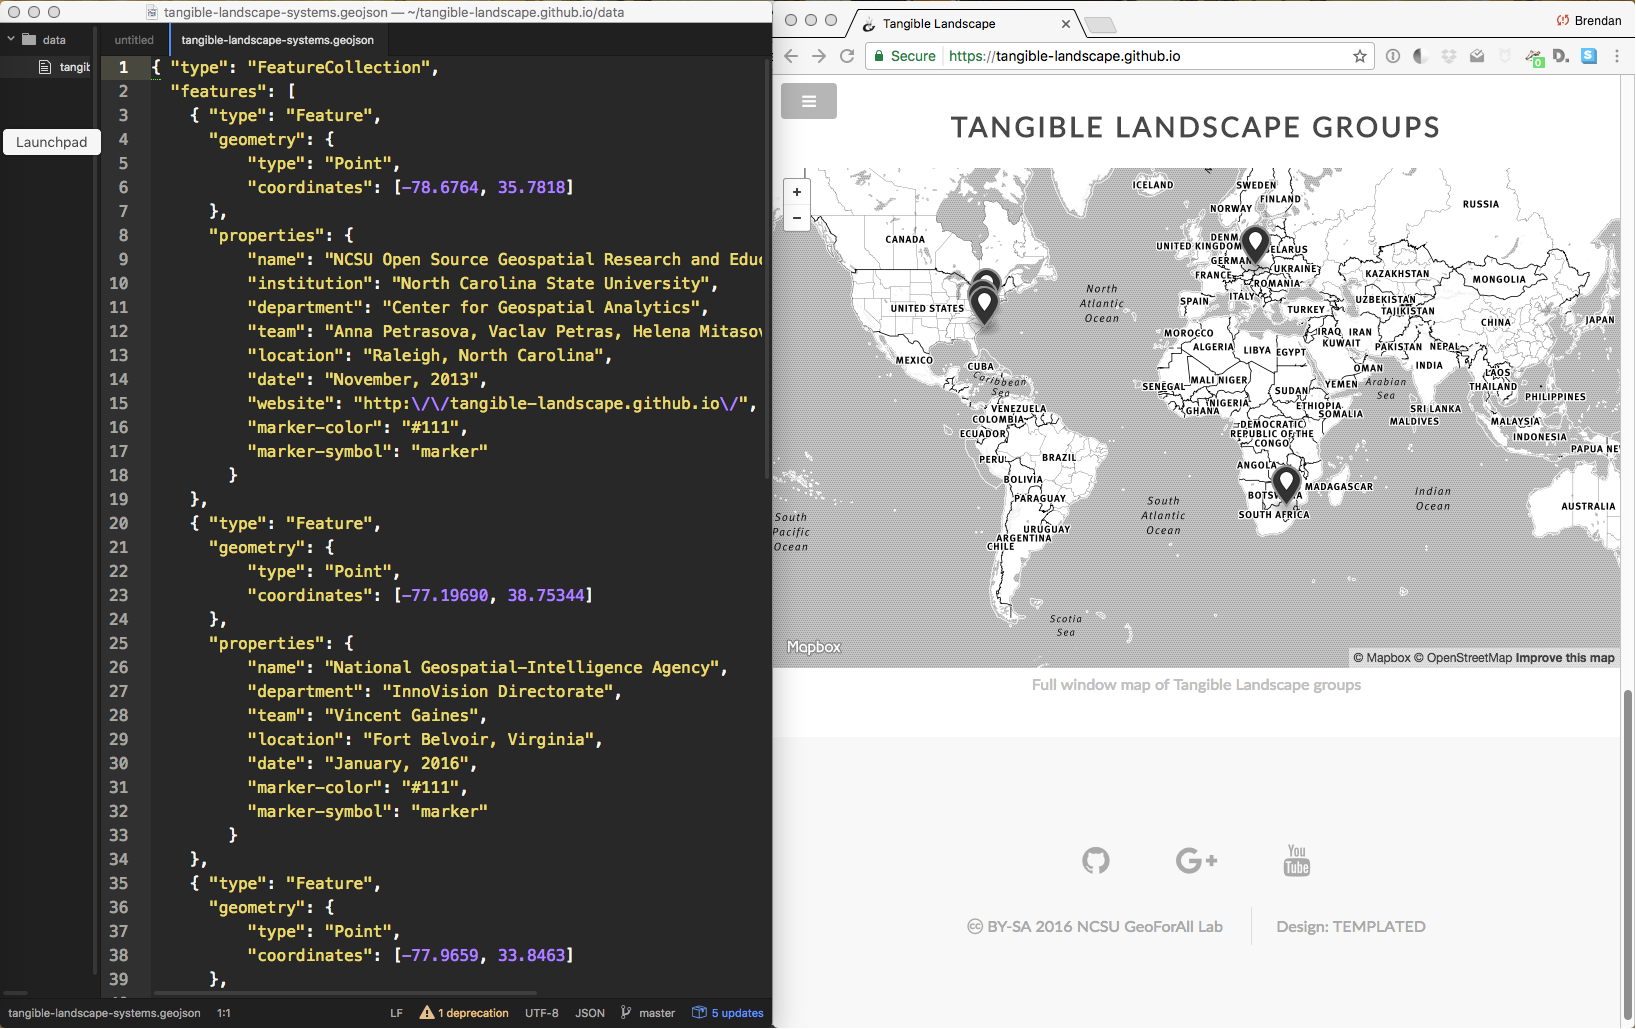 tangible-landscape-systems.geojson — ~/tangible-landscape.github.io/data
data
tangib
Launchpad
untitled
tangible-landscape-systems.geojson
1 { "type": "FeatureCollection",
2 "features": [
3 { "type": "Feature",
4 "geometry": {
5 "type": "Point",
6 "coordinates": [-78.6764, 35.7818]
7 },
8 "properties": {
9 "name": "NCSU Open Source Geospatial Research and Educ
10 "institution": "North Carolina State University",
11 "department": "Center for Geospatial Analytics",
12 "team": "Anna Petrasova, Vaclav Petras, Helena Mitasov
13 "location": "Raleigh, North Carolina",
14 "date": "November, 2013",
15 "website": "http:\/\/tangible-landscape.github.io\/",
16 "marker-color": "#111",
17 "marker-symbol": "marker"
18 }
19 },
20 { "type": "Feature",
21 "geometry": {
22 "type": "Point",
23 "coordinates": [-77.19690, 38.75344]
24 },
25 "properties": {
26 "name": "National Geospatial-Intelligence Agency",
27 "department": "InnoVision Directorate",
28 "team": "Vincent Gaines",
29 "location": "Fort Belvoir, Virginia",
30 "date": "January, 2016",
31 "marker-color": "#111",
32 "marker-symbol": "marker"
33 }
34 },
35 { "type": "Feature",
36 "geometry": {
37 "type": "Point",
38 "coordinates": [-77.9659, 33.8463]
39 },
tangible-landscape-systems.geojson 1:1 LF 1 deprecation UTF-8 JSON master 5 updates
Tangible Landscape
Brendan
Secure https://tangible-landscape.github.io
0
D.
S
TANGIBLE LANDSCAPE GROUPS
+
−
ICELAND
SWEDEN
FINLAND
NORWAY
RUSSIA
CANADA
DENM
UNITED KINGDOM
ELARUS
GERMAN
FRANCE
UKRAINE
KAZAKHSTAN
MONGOLIA
ROMANIA
ITALY
SPAIN
North
Atlantic
Ocean
UNITED STATES
UZBEKISTAN
TURKEY
TAJIKISTAN
CHINA
JAPAN
MOROCCO
IRAQ
IRAN
KUWAIT
ALGERIA
LIBYA
EGYPT
PAKISTAN
NEPAL
MEXICO
CUBA
OMAN
INDIA
LAOS
Caribbean
Sea
SENEGAL
MALI
NIGER
SUDAN
YEMEN
Arabian
Sea
THAILAND
PHILIPPINES
VENEZUELA
NIGERIA
GHANA
ETHIOPIA
SOMALIA
SRI LANKA
MALDIVES
COLOMBIA
MALAYSIA
ECUADOR
DEMOCRATIC
REPUBLIC OF THE
CONGO
INDONESIA
PAPUA NE
PERU
BRAZIL
ANGOLA
BOLIVIA
MADAGASCAR
Indian
Ocean
PARAGUAY
BOTSWANA
South
Atlantic
Ocean
SOUTH AFRICA
AUSTRALIA
South
Pacific
Ocean
URUGUAY
ARGENTINA
CHILE
Scotia
Sea
Mapbox
© Mapbox © OpenStreetMap Improve this map
Full window map of Tangible Landscape groups
G+
You
Tube
cc BY-SA 2016 NCSU GeoForAll Lab
Design: TEMPLATED